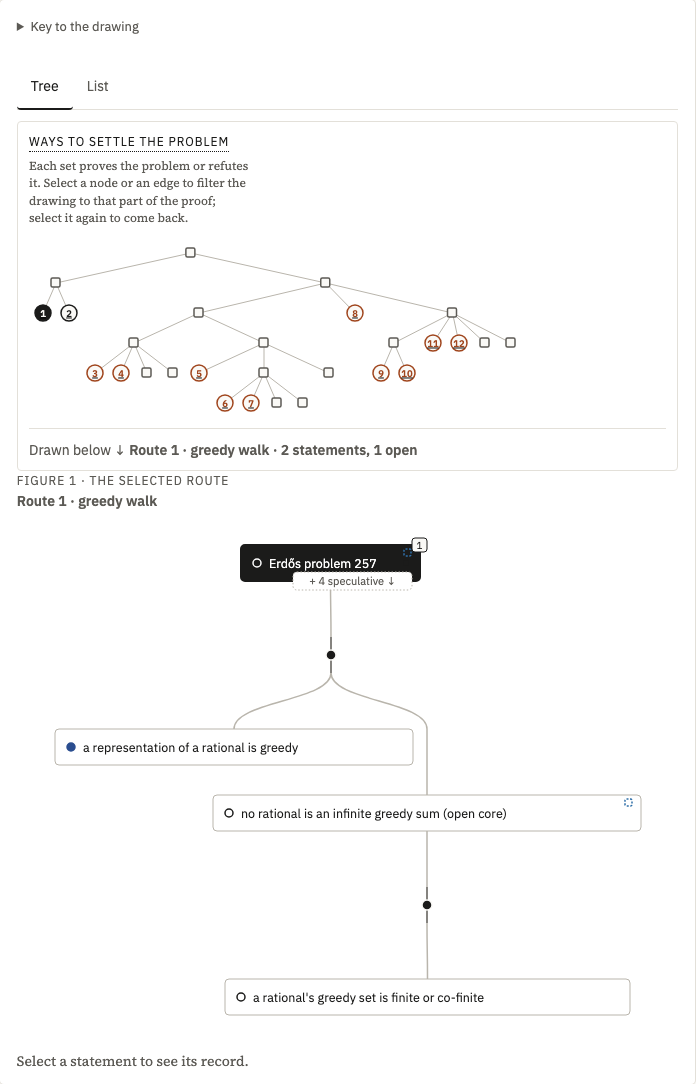 Key to the drawing
Tree List
WAYS TO SETTLE THE PROBLEM
Each set proves the problem or refutes
it. Select a node or an edge to filter the
drawing to that part of the proof;
select it again to come back.
1 2 8
11 12
3 4 5 9 10
6 7
Drawn below ↓ Route 1 · greedy walk · 2 statements, 1 open
FIGURE 1 · THE SELECTED ROUTE
Route 1 · greedy walk
1
Erdős problem 257
+ 4 speculative ↓
a representation of a rational is greedy
no rational is an infinite greedy sum (open core)
a rational's greedy set is finite or co-finite
Select a statement to see its record.